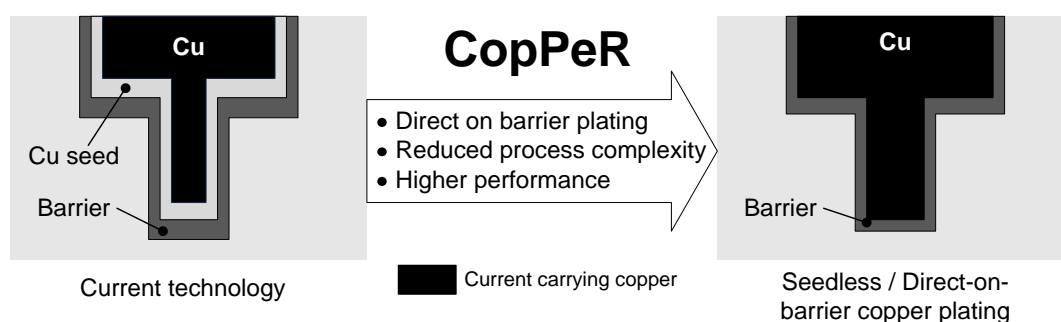 Cu
Cu seed
Barrier
Current technology
CopPeR
• Direct on barrier plating
• Reduced process complexity
• Higher performance
Current carrying copper
Cu
Barrier
Seedless / Direct-on-
barrier copper plating